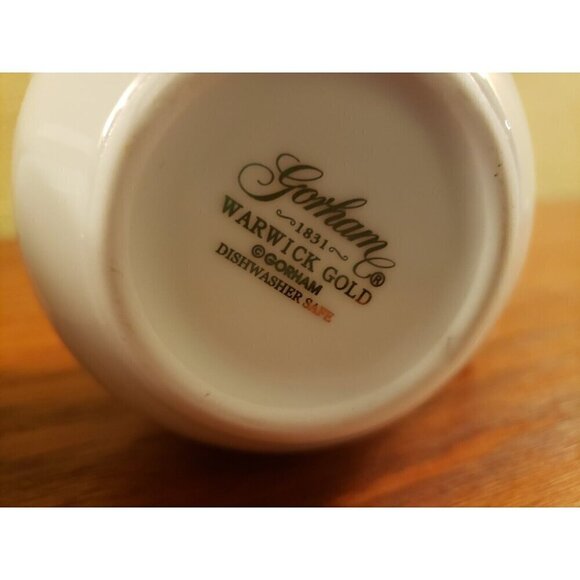 Gorham®
1831
WARWICK GOLD
©GORHAM
DISHWASHER SAFE